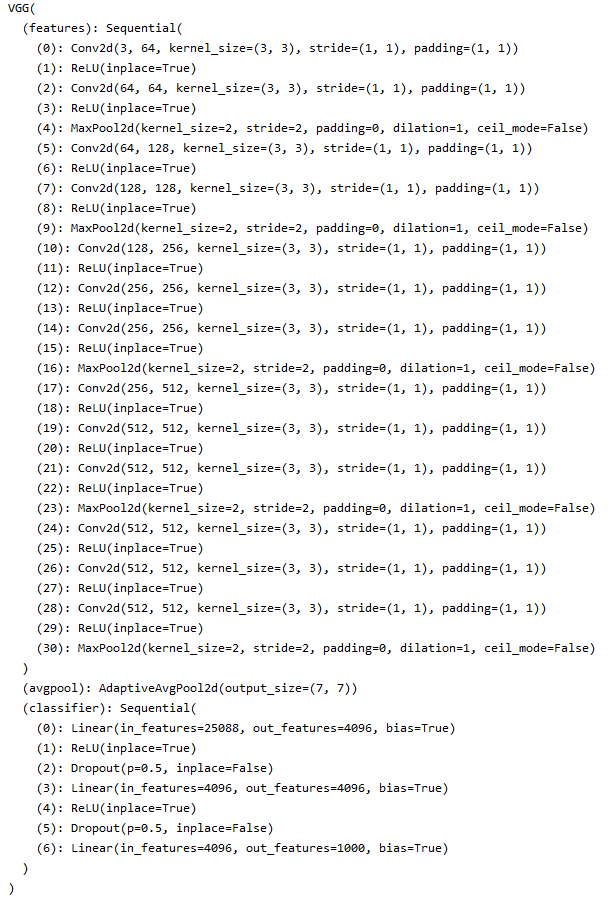 VGG(
  (features): Sequential(
    (0): Conv2d(3, 64, kernel_size=(3, 3), stride=(1, 1), padding=(1, 1))
    (1): ReLU(inplace=True)
    (2): Conv2d(64, 64, kernel_size=(3, 3), stride=(1, 1), padding=(1, 1))
    (3): ReLU(inplace=True)
    (4): MaxPool2d(kernel_size=2, stride=2, padding=0, dilation=1, ceil_mode=False)
    (5): Conv2d(64, 128, kernel_size=(3, 3), stride=(1, 1), padding=(1, 1))
    (6): ReLU(inplace=True)
    (7): Conv2d(128, 128, kernel_size=(3, 3), stride=(1, 1), padding=(1, 1))
    (8): ReLU(inplace=True)
    (9): MaxPool2d(kernel_size=2, stride=2, padding=0, dilation=1, ceil_mode=False)
    (10): Conv2d(128, 256, kernel_size=(3, 3), stride=(1, 1), padding=(1, 1))
    (11): ReLU(inplace=True)
    (12): Conv2d(256, 256, kernel_size=(3, 3), stride=(1, 1), padding=(1, 1))
    (13): ReLU(inplace=True)
    (14): Conv2d(256, 256, kernel_size=(3, 3), stride=(1, 1), padding=(1, 1))
    (15): ReLU(inplace=True)
    (16): MaxPool2d(kernel_size=2, stride=2, padding=0, dilation=1, ceil_mode=False)
    (17): Conv2d(256, 512, kernel_size=(3, 3), stride=(1, 1), padding=(1, 1))
    (18): ReLU(inplace=True)
    (19): Conv2d(512, 512, kernel_size=(3, 3), stride=(1, 1), padding=(1, 1))
    (20): ReLU(inplace=True)
    (21): Conv2d(512, 512, kernel_size=(3, 3), stride=(1, 1), padding=(1, 1))
    (22): ReLU(inplace=True)
    (23): MaxPool2d(kernel_size=2, stride=2, padding=0, dilation=1, ceil_mode=False)
    (24): Conv2d(512, 512, kernel_size=(3, 3), stride=(1, 1), padding=(1, 1))
    (25): ReLU(inplace=True)
    (26): Conv2d(512, 512, kernel_size=(3, 3), stride=(1, 1), padding=(1, 1))
    (27): ReLU(inplace=True)
    (28): Conv2d(512, 512, kernel_size=(3, 3), stride=(1, 1), padding=(1, 1))
    (29): ReLU(inplace=True)
    (30): MaxPool2d(kernel_size=2, stride=2, padding=0, dilation=1, ceil_mode=False)
  )
  (avgpool): AdaptiveAvgPool2d(output_size=(7, 7))
  (classifier): Sequential(
    (0): Linear(in_features=25088, out_features=4096, bias=True)
    (1): ReLU(inplace=True)
    (2): Dropout(p=0.5, inplace=False)
    (3): Linear(in_features=4096, out_features=4096, bias=True)
    (4): ReLU(inplace=True)
    (5): Dropout(p=0.5, inplace=False)
    (6): Linear(in_features=4096, out_features=1000, bias=True)
  )
)